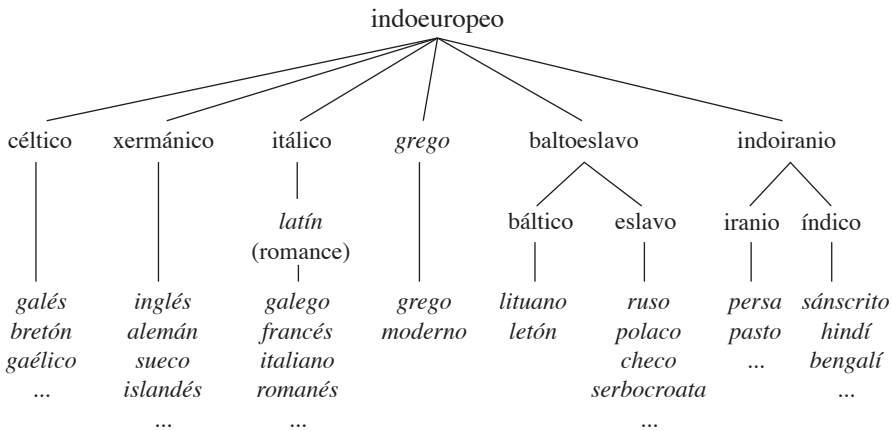 indoeuropeo
céltico xermánico itálico grego baltoeslavo indoiranio
latín báltico eslavo iranio índico
(romance)
galés inglés galego grego lituano ruso persa sánscrito
bretón alemán francés moderno letón polaco pasto hindí
gaélico sueco italiano checo ... bengalí
... islandés romanés serbocroata ...
... ... ...